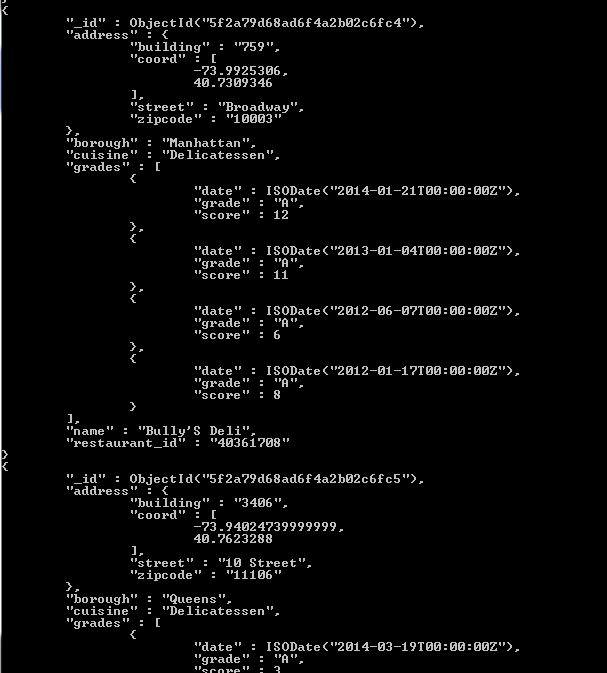 }
{
"_id" : ObjectId("5f2a79d68ad6f4a2b02c6fc4"),
"address" : {
"building" : "759",
"coord" : [
-73.9925306,
40.7309346
],
"street" : "Broadway",
"zipcode" : "10003"
},
"borough" : "Manhattan",
"cuisine" : "Delicatessen",
"grades" : [
{
"date" : ISODate("2014-01-21T00:00:00Z"),
"grade" : "A",
"score" : 12
},
{
"date" : ISODate("2013-01-04T00:00:00Z"),
"grade" : "A",
"score" : 11
},
{
"date" : ISODate("2012-06-07T00:00:00Z"),
"grade" : "A",
"score" : 6
},
{
"date" : ISODate("2012-01-17T00:00:00Z"),
"grade" : "A",
"score" : 8
}
],
"name" : "Bully'S Deli",
"restaurant_id" : "40361708"
}
{
"_id" : ObjectId("5f2a79d68ad6f4a2b02c6fc5"),
"address" : {
"building" : "3406",
"coord" : [
-73.94024739999999,
40.7623288
],
"street" : "10 Street",
"zipcode" : "11106"
},
"borough" : "Queens",
"cuisine" : "Delicatessen",
"grades" : [
{
"date" : ISODate("2014-03-19T00:00:00Z"),
"grade" : "A",
"score" : 3